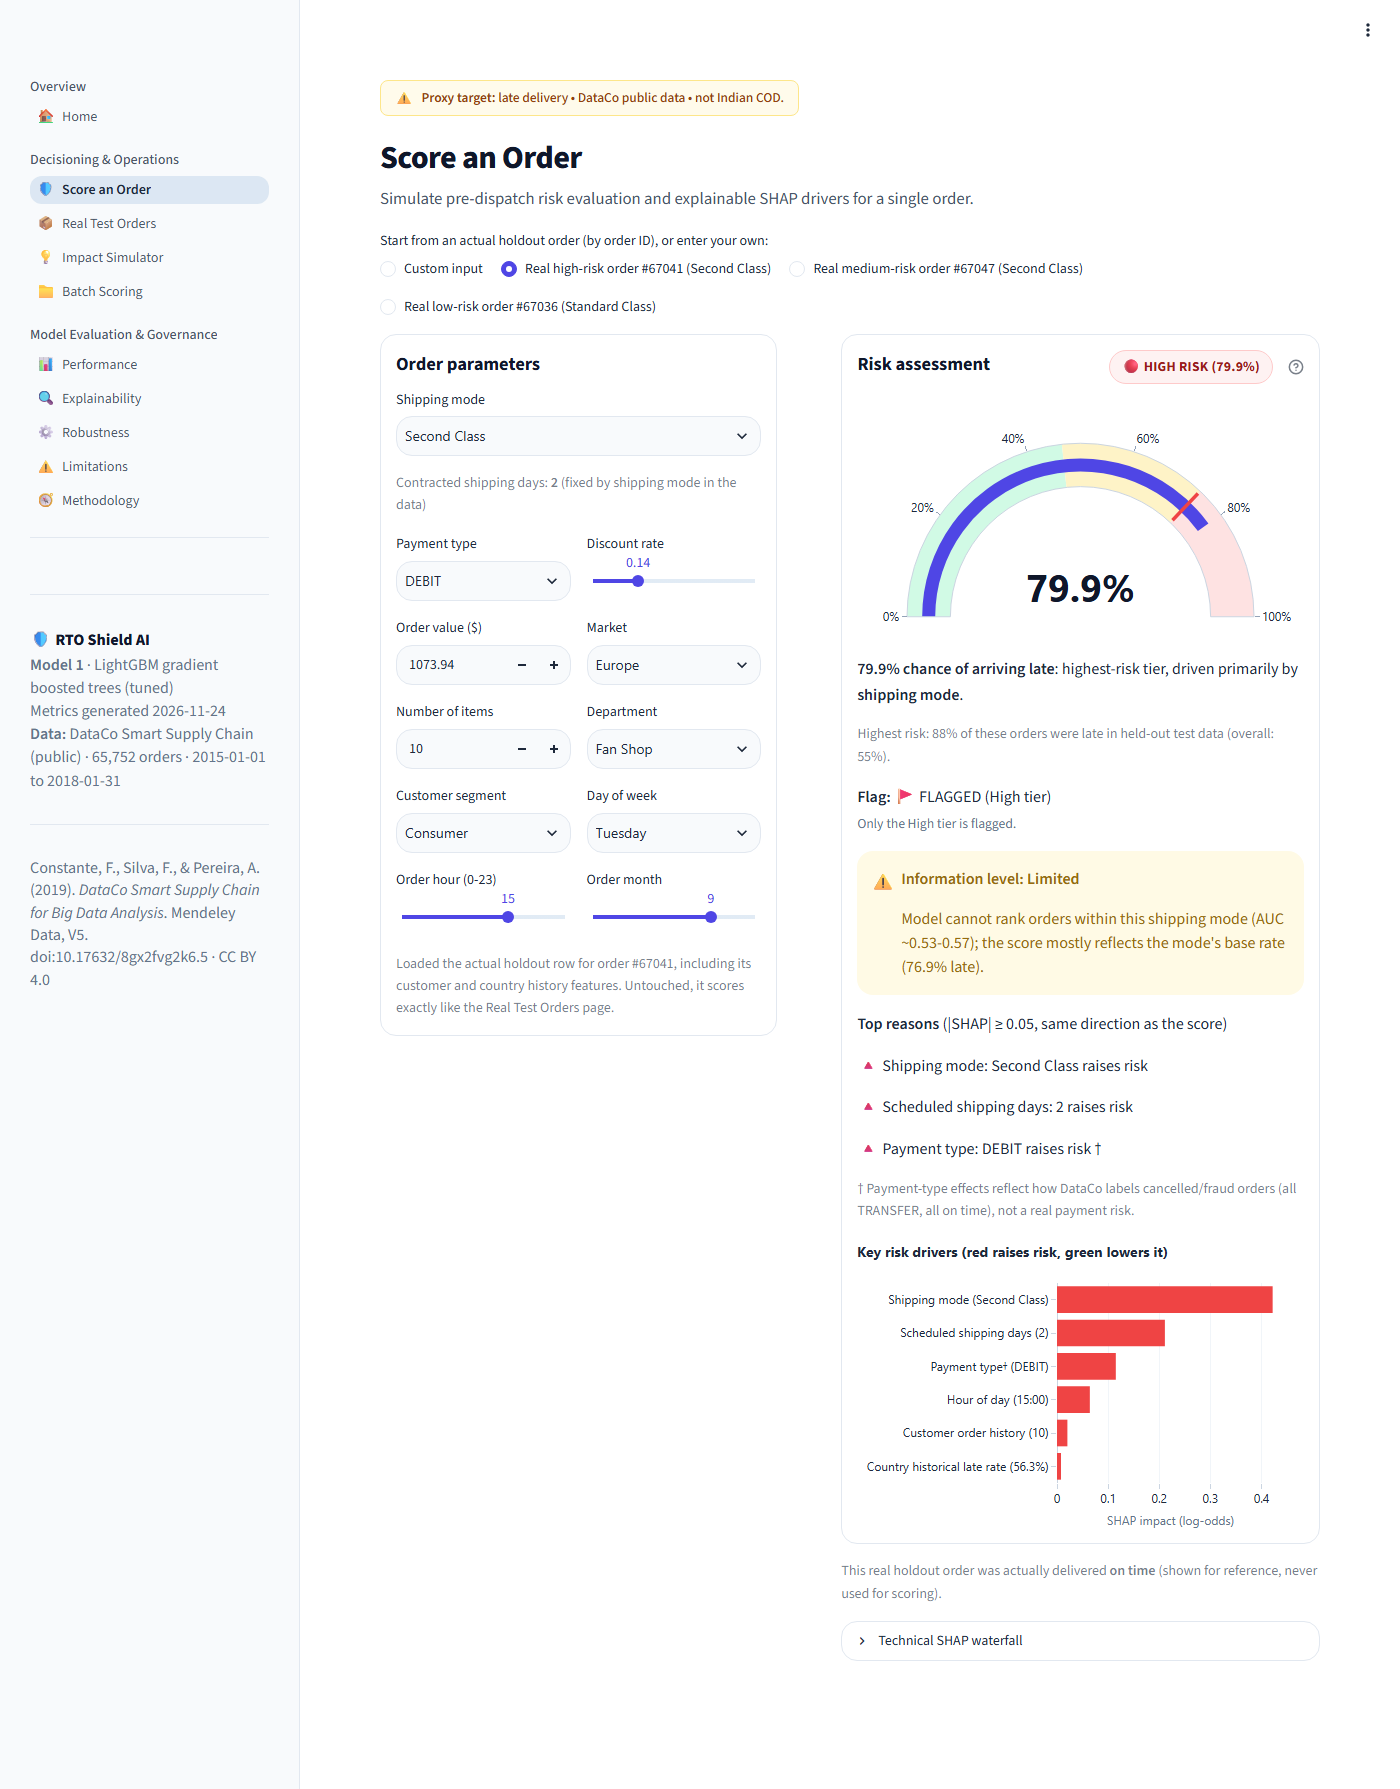 Overview
Home
Decisioning & Operations
Score an Order
Real Test Orders
Impact Simulator
Batch Scoring
Model Evaluation & Governance
Performance
Explainability
Robustness
Limitations
Methodology
RTO Shield AI
Model 1 · LightGBM gradient
boosted trees (tuned)
Metrics generated 2026-11-24
Data: DataCo Smart Supply Chain
(public) · 65,752 orders · 2015-01-01
to 2018-01-31
Constante, F., Silva, F., & Pereira, A.
(2019). DataCo Smart Supply Chain
for Big Data Analysis. Mendeley
Data, V5.
doi:10.17632/8gx2fvg2k6.5 · CC BY
4.0
Proxy target: late delivery • DataCo public data • not Indian COD.
Score an Order
Simulate pre-dispatch risk evaluation and explainable SHAP drivers for a single order.
Start from an actual holdout order (by order ID), or enter your own:
Custom input Real high-risk order #67041 (Second Class) Real medium-risk order #67047 (Second Class)
Real low-risk order #67036 (Standard Class)
Order parameters
Shipping mode
Second Class
Contracted shipping days: 2 (fixed by shipping mode in the
data)
Payment type Discount rate
0.14
DEBIT
Order value ($) Market
1073.94 Europe
Number of items Department
10 Fan Shop
Customer segment Day of week
Consumer Tuesday
Order hour (0-23) Order month
15 9
Loaded the actual holdout row for order #67041, including its
customer and country history features. Untouched, it scores
exactly like the Real Test Orders page.
Risk assessment
HIGH RISK (79.9%)
40% 60%
20% 80%
79.9%
0% 100%
79.9% chance of arriving late: highest-risk tier, driven primarily by
shipping mode.
Highest risk: 88% of these orders were late in held-out test data (overall:
55%).
Flag: FLAGGED (High tier)
Only the High tier is flagged.
Information level: Limited
Model cannot rank orders within this shipping mode (AUC
~0.53-0.57); the score mostly reflects the mode's base rate
(76.9% late).
Top reasons (|SHAP| ≥ 0.05, same direction as the score)
Shipping mode: Second Class raises risk
Scheduled shipping days: 2 raises risk
Payment type: DEBIT raises risk †
† Payment-type effects reflect how DataCo labels cancelled/fraud orders (all
TRANSFER, all on time), not a real payment risk.
Key risk drivers (red raises risk, green lowers it)
Shipping mode (Second Class)
Scheduled shipping days (2)
Payment type† (DEBIT)
Hour of day (15:00)
Customer order history (10)
Country historical late rate (56.3%)
0 0.1 0.2 0.3 0.4
SHAP impact (log-odds)
This real holdout order was actually delivered on time (shown for reference, never
used for scoring).
Technical SHAP waterfall